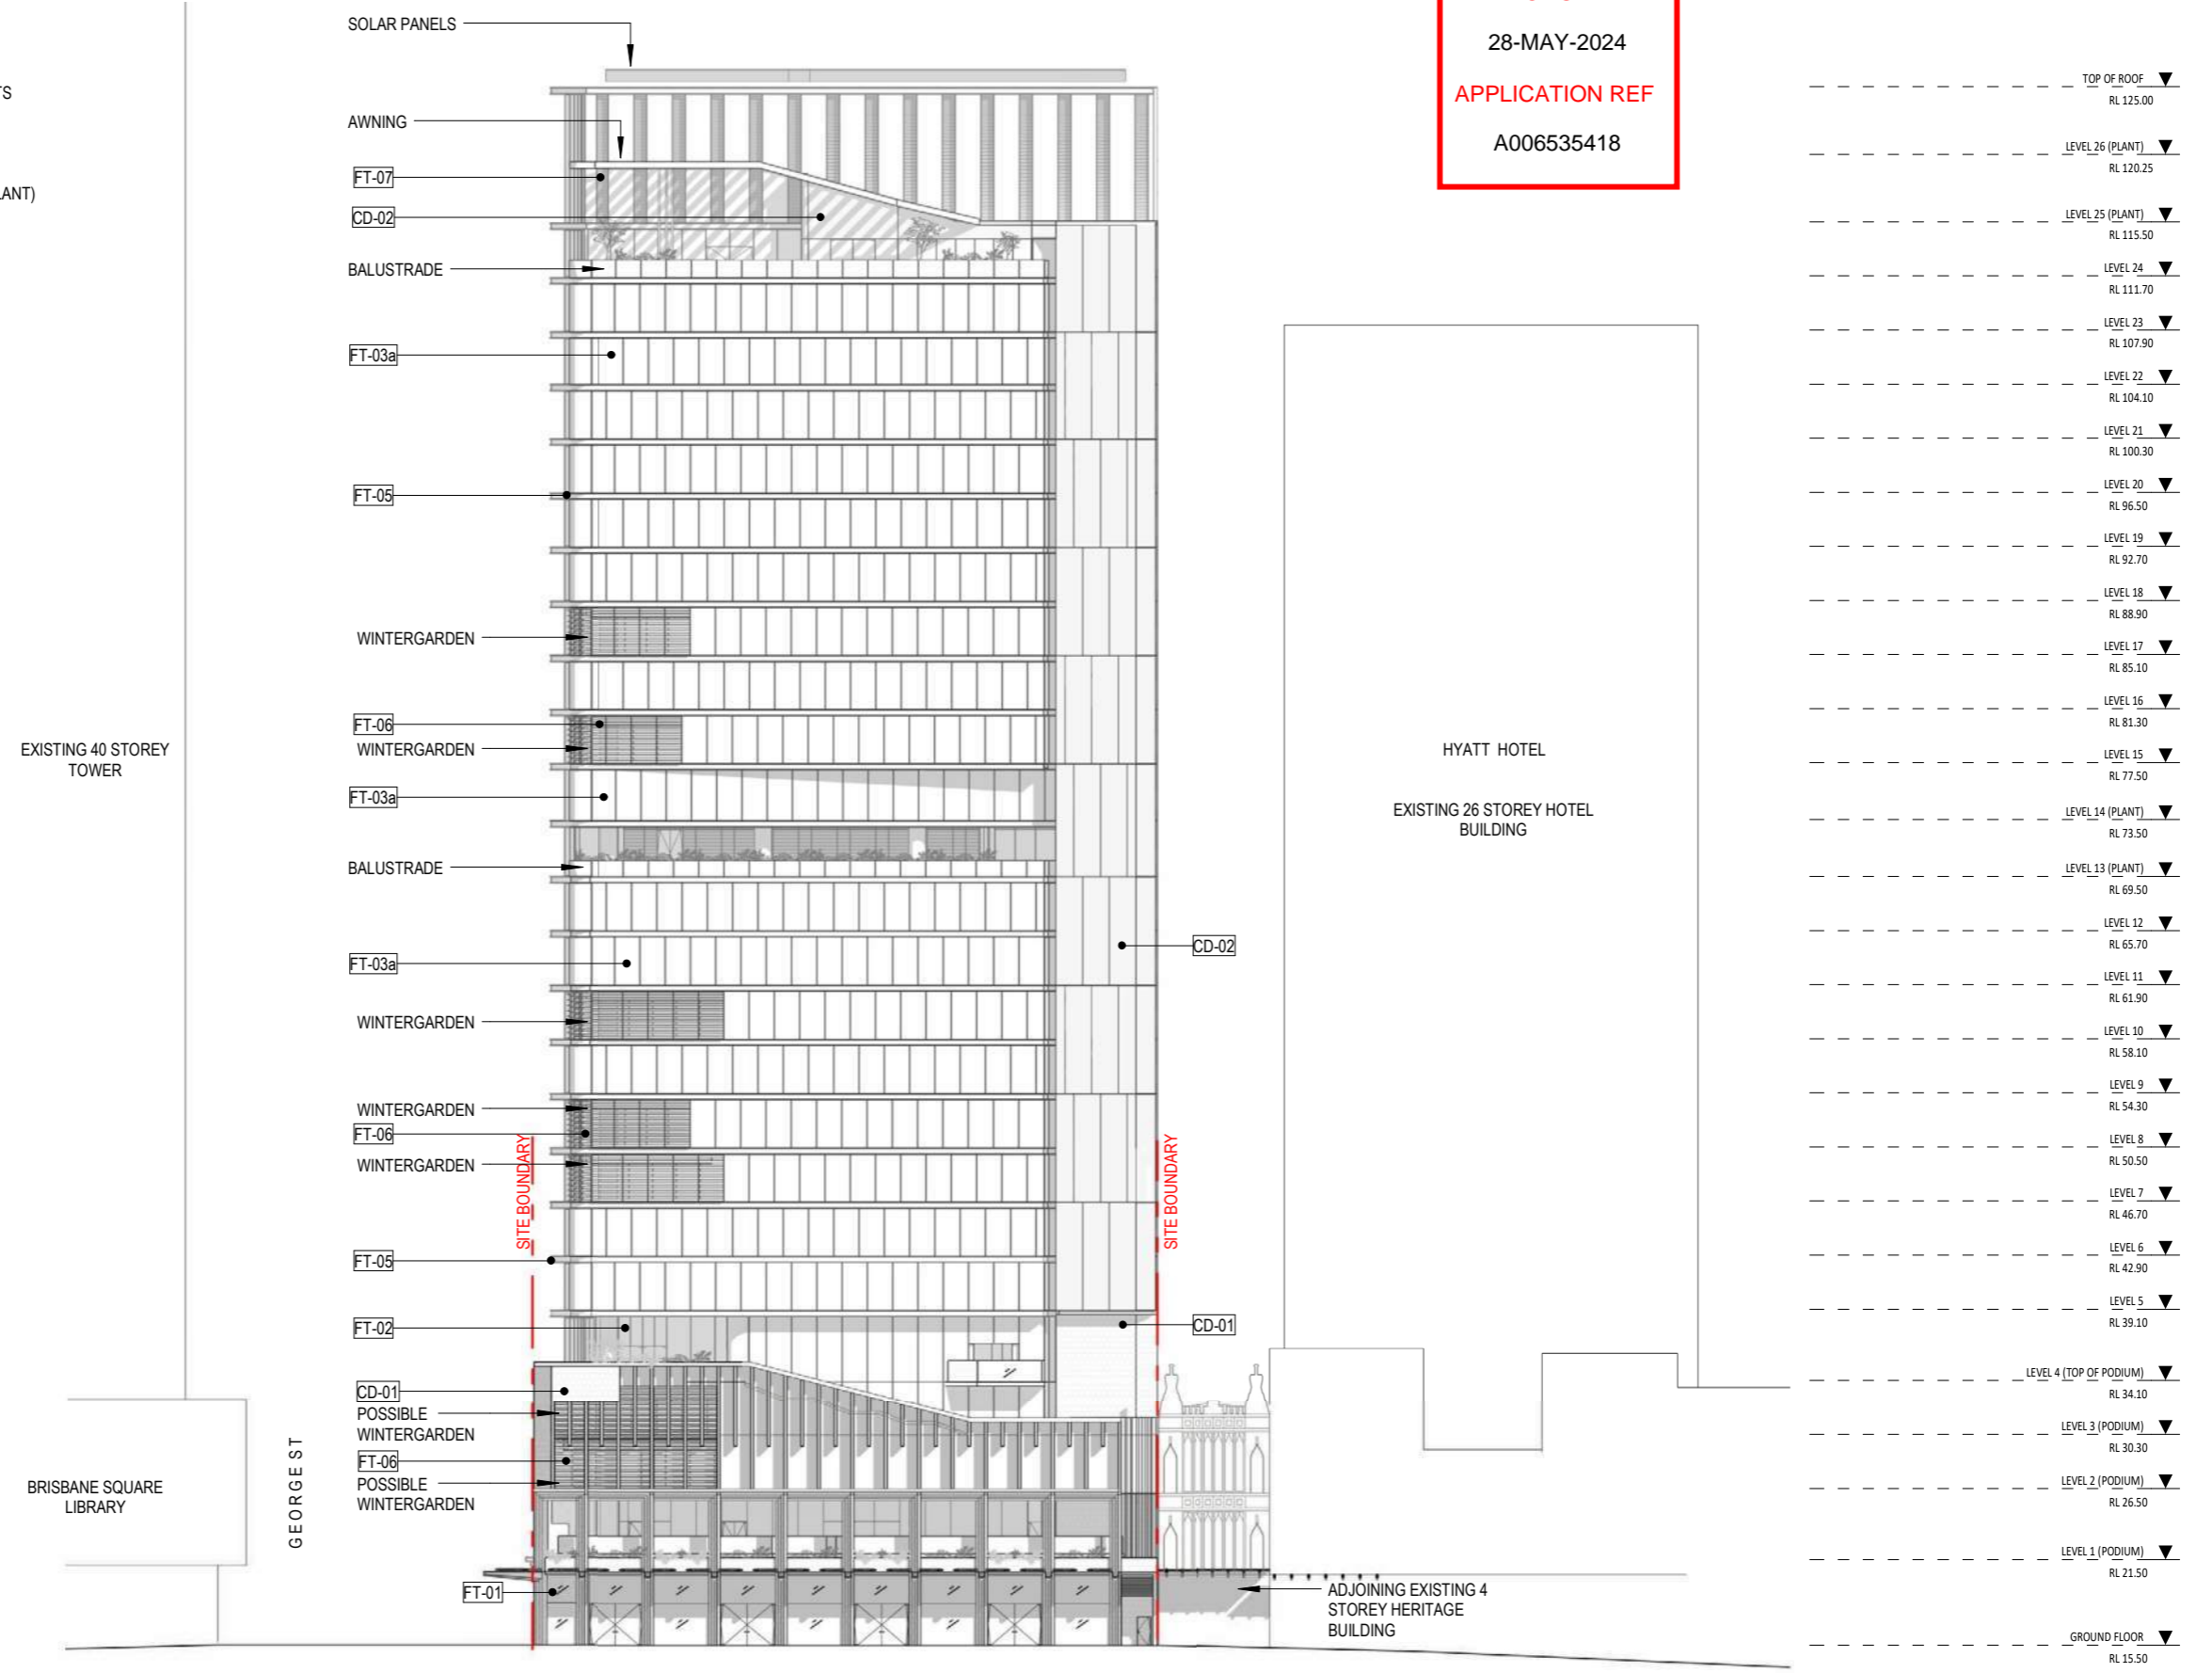 SOLAR PANELS
28-MAY-2024
APPLICATION REF
A006535418
AWNING
FT-07
CD-02
BALUSTRADE
FT-03a
FT-05
WINTERGARDEN
FT-06
WINTERGARDEN
FT-03a
BALUSTRADE
FT-03a
WINTERGARDEN
WINTERGARDEN
FT-06
WINTERGARDEN
FT-05
FT-02
CD-01
POSSIBLE
WINTERGARDEN
FT-06
POSSIBLE
WINTERGARDEN
FT-01
ANT)
EXISTING 40 STOREY
TOWER
BRISBANE SQUARE
LIBRARY
GEORGE ST
SITE BOUNDARY
SITE BOUNDARY
CD-02
CD-01
HYATT HOTEL
EXISTING 26 STOREY HOTEL
BUILDING
ADJOINING EXISTING 4
STOREY HERITAGE
BUILDING
TOP OF ROOF
RL 125.00
LEVEL 26 (PLANT)
RL 120.25
LEVEL 25 (PLANT)
RL 115.50
LEVEL 24
RL 111.70
LEVEL 23
RL 107.90
LEVEL 22
RL 104.10
LEVEL 21
RL 100.30
LEVEL 20
RL 96.50
LEVEL 19
RL 92.70
LEVEL 18
RL 88.90
LEVEL 17
RL 85.10
LEVEL 16
RL 81.30
LEVEL 15
RL 77.50
LEVEL 14 (PLANT)
RL 73.50
LEVEL 13 (PLANT)
RL 69.50
LEVEL 12
RL 65.70
LEVEL 11
RL 61.90
LEVEL 10
RL 58.10
LEVEL 9
RL 54.30
LEVEL 8
RL 50.50
LEVEL 7
RL 46.70
LEVEL 6
RL 42.90
LEVEL 5
RL 39.10
LEVEL 4 (TOP OF PODIUM)
RL 34.10
LEVEL 3 (PODIUM)
RL 30.30
LEVEL 2 (PODIUM)
RL 26.50
LEVEL 1 (PODIUM)
RL 21.50
GROUND FLOOR
RL 15.50